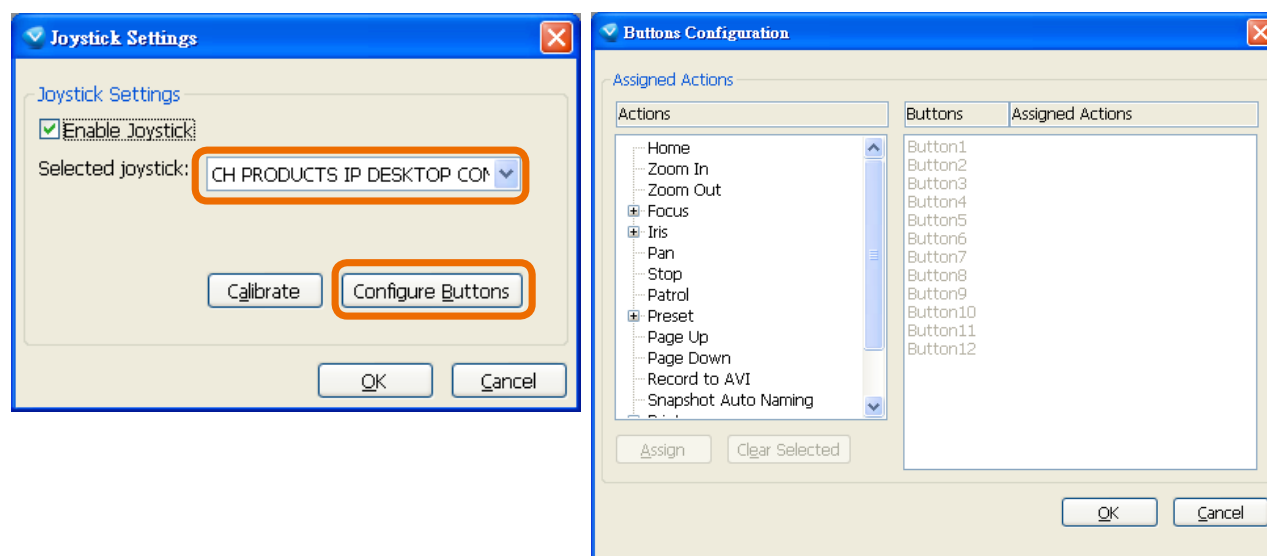 Joystick Settings
Joystick Settings
Enable Joystick
Selected joystick:
CH PRODUCTS IP DESKTOP CON
Calibrate
Configure Buttons
OK
Cancel
Buttons Configuration
Assigned Actions
Actions
Home
Zoom In
Zoom Out
Focus
Iris
Pan
Stop
Patrol
Preset
Page Up
Page Down
Record to AVI
Snapshot Auto Naming
Buttons
Assigned Actions
Button1
Button2
Button3
Button4
Button5
Button6
Button7
Button8
Button9
Button10
Button11
Button12
Assign
Clear Selected
OK
Cancel